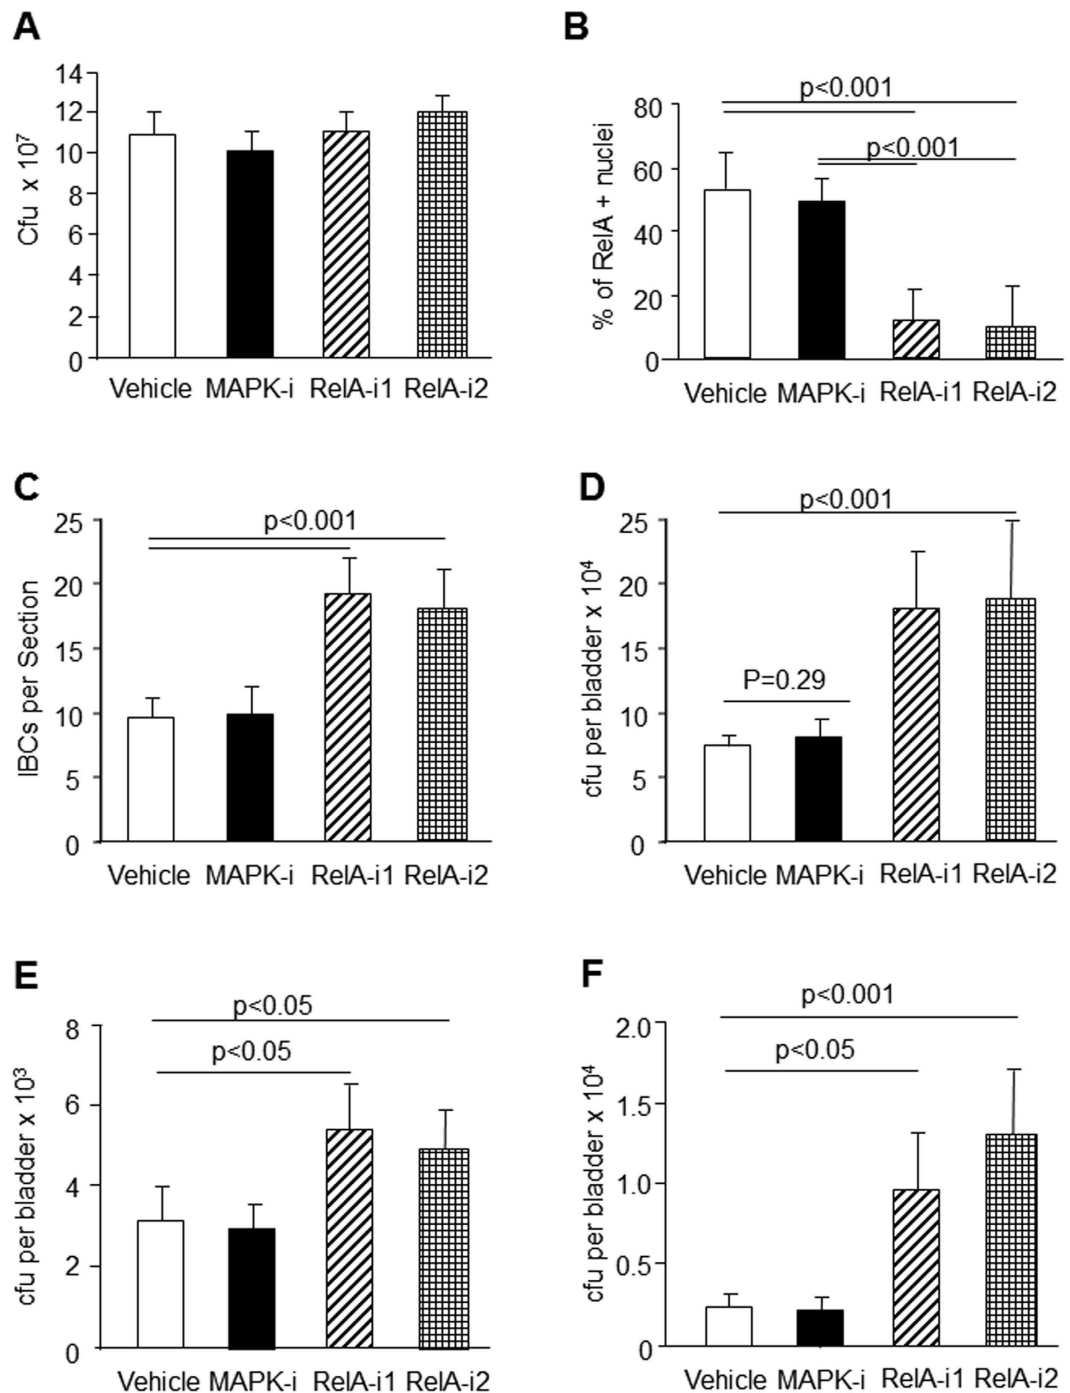 A
Cfu x 10⁷
14
12
10
8
6
4
2
0
Vehicle MAPK-i RelA-i1 RelA-i2
B
% of RelA + nuclei
p<0.001
p<0.001
80
60
40
20
0
Vehicle MAPK-i RelA-i1 RelA-i2
C
IBCs per Section
p<0.001
25
20
15
10
5
0
Vehicle MAPK-i RelA-i1 RelA-i2
D
cfu per bladder x 10⁴
p<0.001
P=0.29
25
20
15
10
5
0
Vehicle MAPK-i RelA-i1 RelA-i2
E
cfu per bladder x 10³
p<0.05
p<0.05
8
6
4
2
0
Vehicle MAPK-i RelA-i1 RelA-i2
F
cfu per bladder x 10⁴
p<0.001
p<0.05
2.0
1.5
1.0
0.5
0
Vehicle MAPK-i RelA-i1 RelA-i2